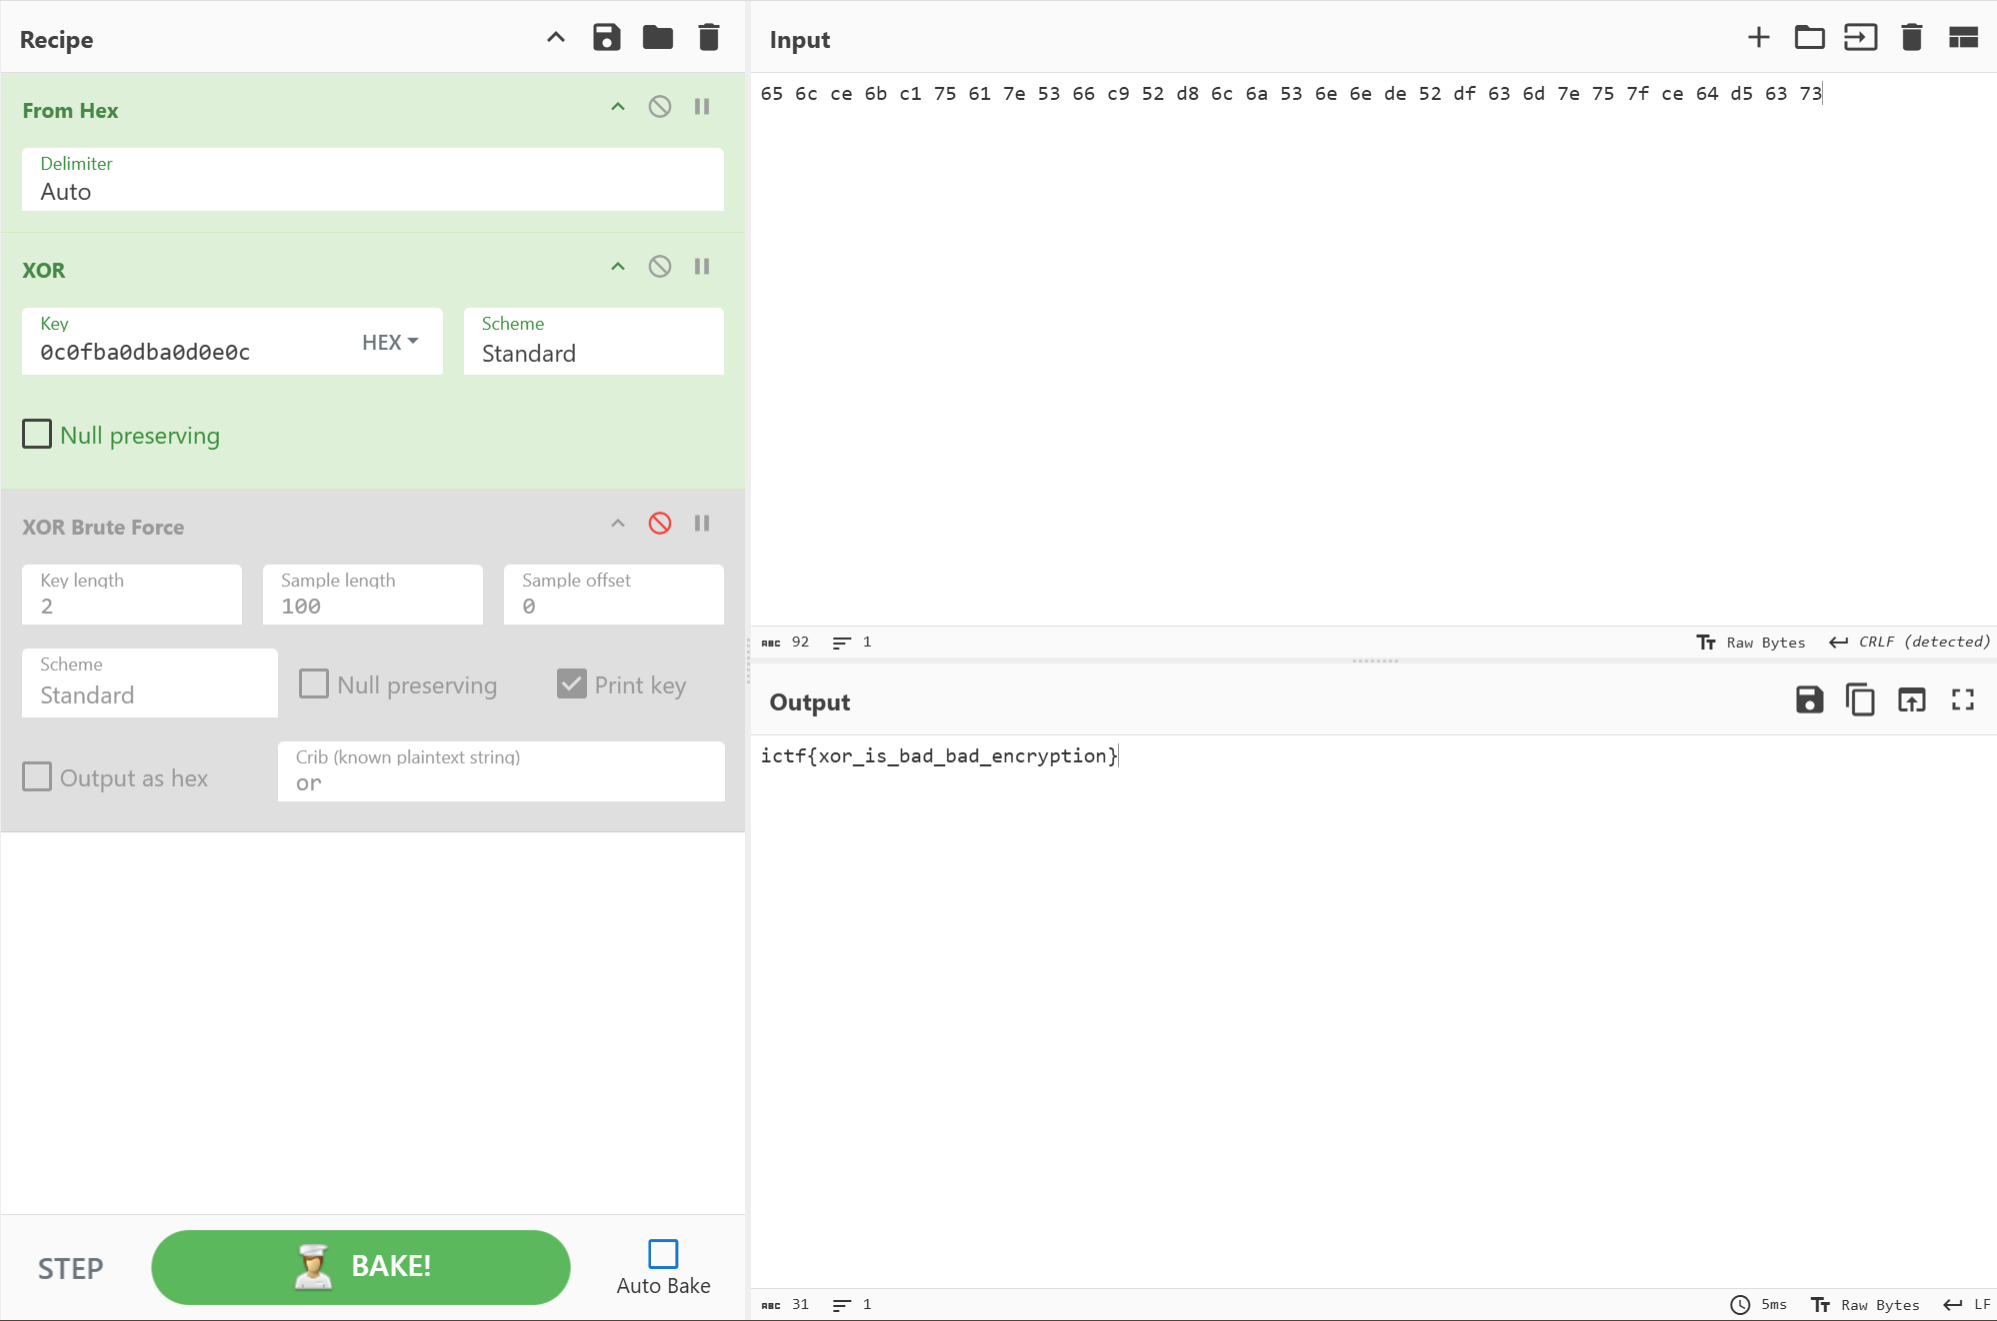 Recipe
From Hex
Delimiter
Auto
XOR
Key
0c0fba0dba0d0e0c
HEX
Scheme
Standard
Null preserving
XOR Brute Force
Key length
2
Sample length
100
Sample offset
0
Scheme
Standard
Null preserving
Print key
Output as hex
Crib (known plaintext string)
or
STEP
BAKE!
Auto Bake
Input
65 6c ce 6b c1 75 61 7e 53 66 c9 52 d8 6c 6a 53 6e 6e de 52 df 63 6d 7e 75 7f ce 64 d5 63 73
ABC 92 1
Tт Raw Bytes CRLF (detected)
Output
ictf{xor_is_bad_bad_encryption}
ABC 31 1
5ms Tт Raw Bytes LF